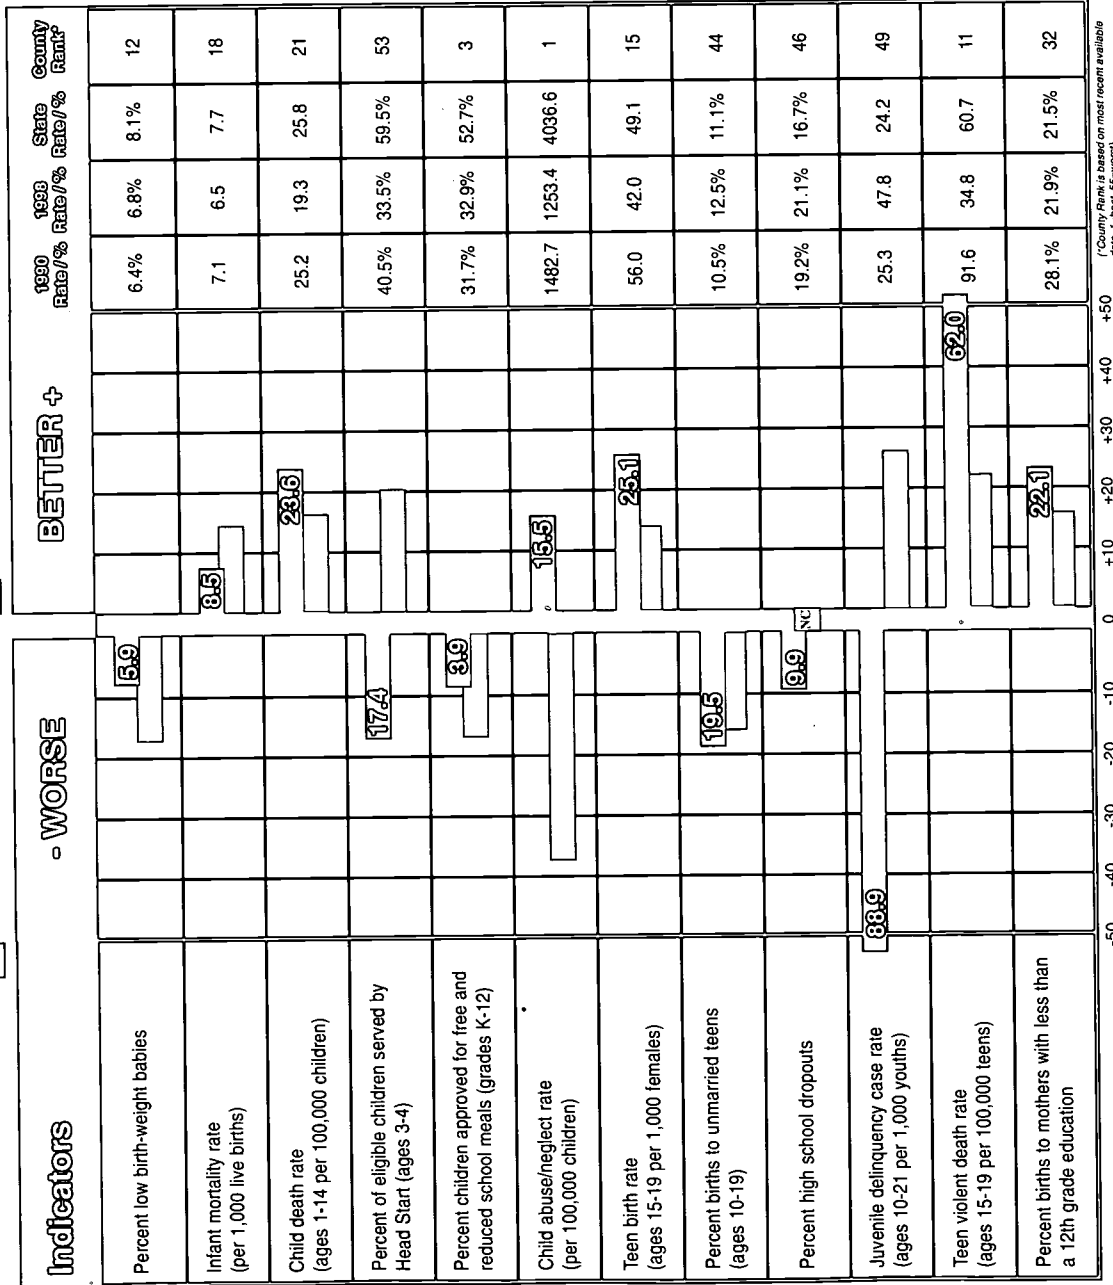 Indicators
- WORSE
BETTER +
1990
Rate / %
1998
Rate / %
State
Rate / %
County
Rank*
Percent low birth-weight babies
5.9
6.4%
6.8%
8.1%
12
Infant mortality rate
(per 1,000 live births)
8.5
7.1
6.5
7.7
18
Child death rate
(ages 1-14 per 100,000 children)
23.6
25.2
19.3
25.8
21
Percent of eligible children served by
Head Start (ages 3-4)
17.4
40.5%
33.5%
59.5%
53
Percent children approved for free and
reduced school meals (grades K-12)
3.9
31.7%
32.9%
52.7%
3
Child abuse/neglect rate
(per 100,000 children)
15.5
1482.7
1253.4
4036.6
1
Teen birth rate
(ages 15-19 per 1,000 females)
25.1
56.0
42.0
49.1
15
Percent births to unmarried teens
(ages 10-19)
19.5
10.5%
12.5%
11.1%
44
Percent high school dropouts
9.9
NC
19.2%
21.1%
16.7%
46
Juvenile delinquency case rate
(ages 10-21 per 1,000 youths)
88.9
25.3
47.8
24.2
49
Teen violent death rate
(ages 15-19 per 100,000 teens)
62.0
91.6
34.8
60.7
11
Percent births to mothers with less than
a 12th grade education
22.1
28.1%
21.9%
21.5%
32
-50 -40 -30 -20 -10 0 +10 +20 +30 +40 +50
(*County Rank is based on most recent available